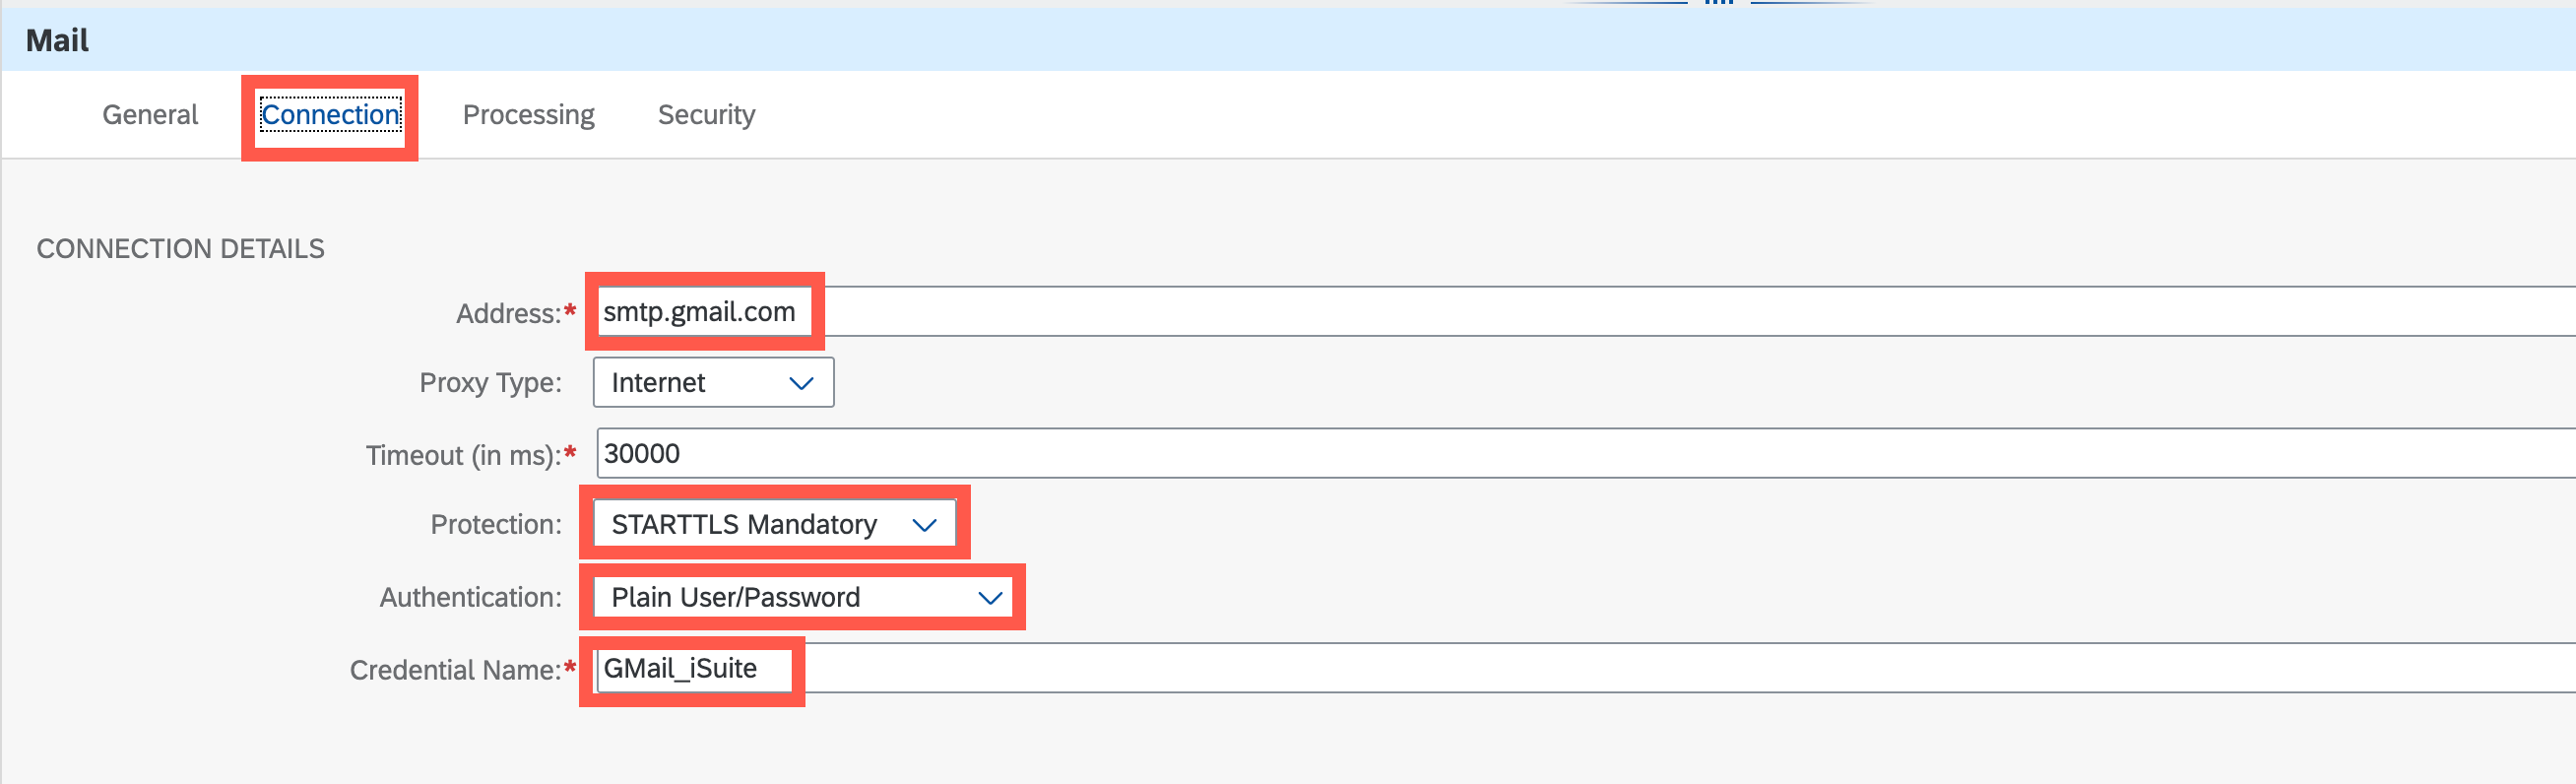 Mail
General Connection Processing Security
CONNECTION DETAILS
Address:* smtp.gmail.com
Proxy Type: Internet
Timeout (in ms):* 30000
Protection: STARTTLS Mandatory
Authentication: Plain User/Password
Credential Name:* GMail_iSuite